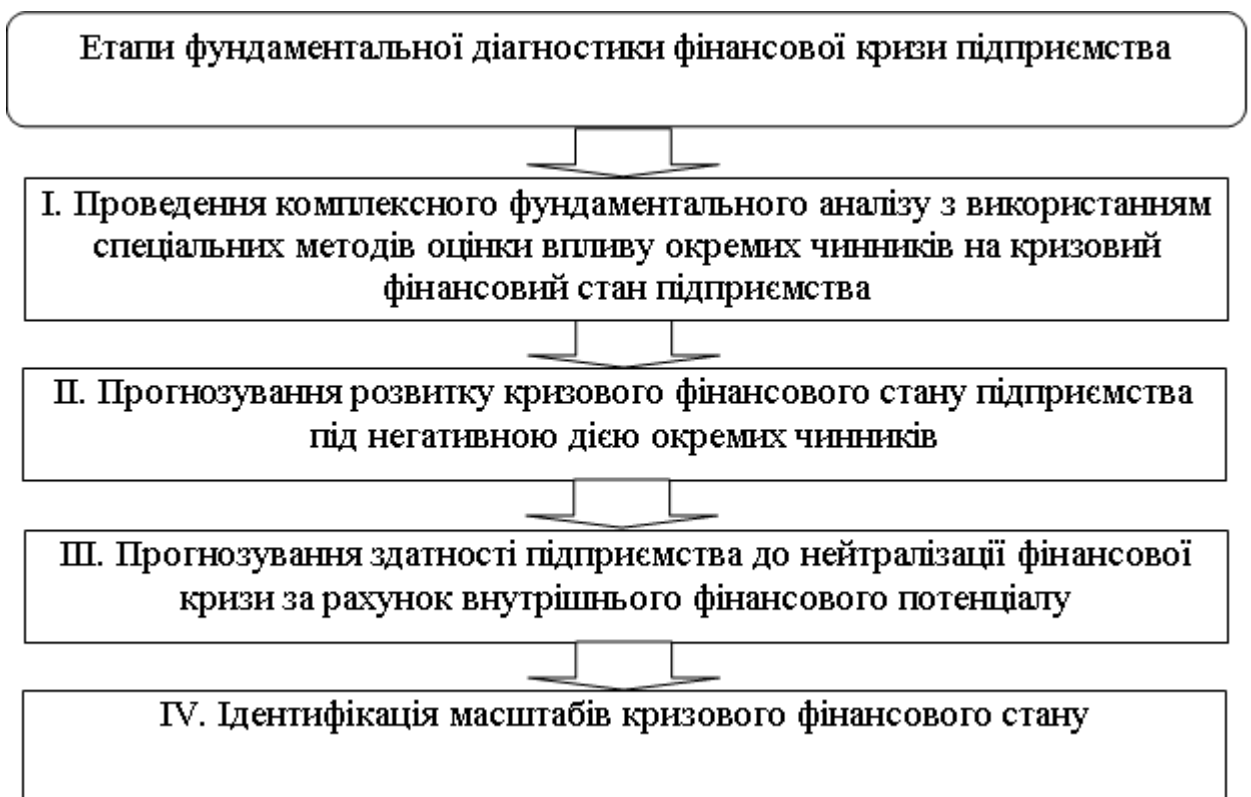 Етапи фундаментальної діагностики фінансової кризи підприємства
I. Проведення комплексного фундаментального аналізу з використанням
спеціальних методів оцінки впливу окремих чинників на кризовий
фінансовий стан підприємства
II. Прогнозування розвитку кризового фінансового стану підприємства
під негативною дією окремих чинників
III. Прогнозування здатності підприємства до нейтралізації фінансової
кризи за рахунок внутрішнього фінансового потенціалу
IV. Ідентифікація масштабів кризового фінансового стану